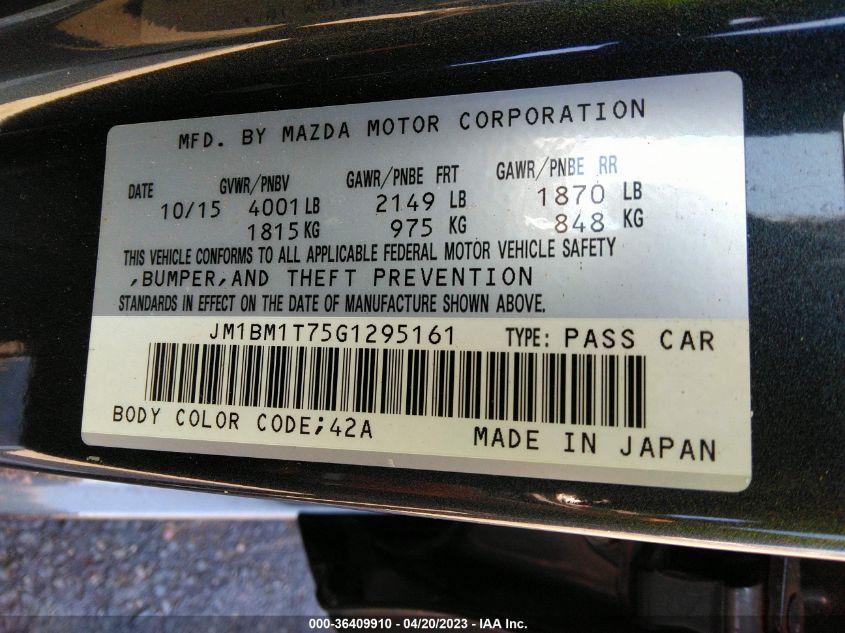 MFD. BY MAZDA MOTOR CORPORATION
DATE GVWR/PNBV GAWR/PNBE FRT GAWR/PNBE RR
10/15 4001 LB 2149 LB 1870 LB
1815 KG 975 KG 848 KG
THIS VEHICLE CONFORMS TO ALL APPLICABLE FEDERAL MOTOR VEHICLE SAFETY
,BUMPER,AND THEFT PREVENTION
STANDARDS IN EFFECT ON THE DATE OF MANUFACTURE SHOWN ABOVE.
JM1BM1T75G1295161 TYPE: PASS CAR
BODY COLOR CODE;42A MADE IN JAPAN
000-36409910 - 04/20/2023 - IAA Inc.